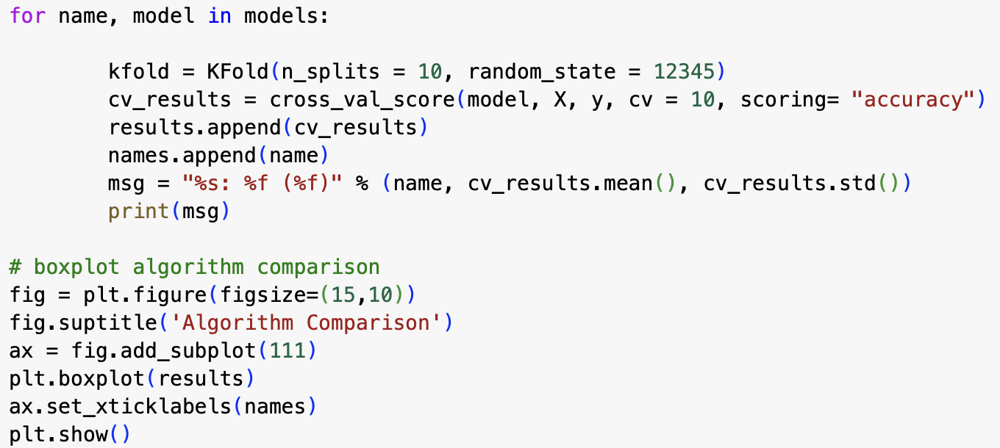 for name, model in models:

        kfold = KFold(n_splits = 10, random_state = 12345)
        cv_results = cross_val_score(model, X, y, cv = 10, scoring= "accuracy")
        results.append(cv_results)
        names.append(name)
        msg = "%s: %f (%f)" % (name, cv_results.mean(), cv_results.std())
        print(msg)

# boxplot algorithm comparison
fig = plt.figure(figsize=(15,10))
fig.suptitle('Algorithm Comparison')
ax = fig.add_subplot(111)
plt.boxplot(results)
ax.set_xticklabels(names)
plt.show()